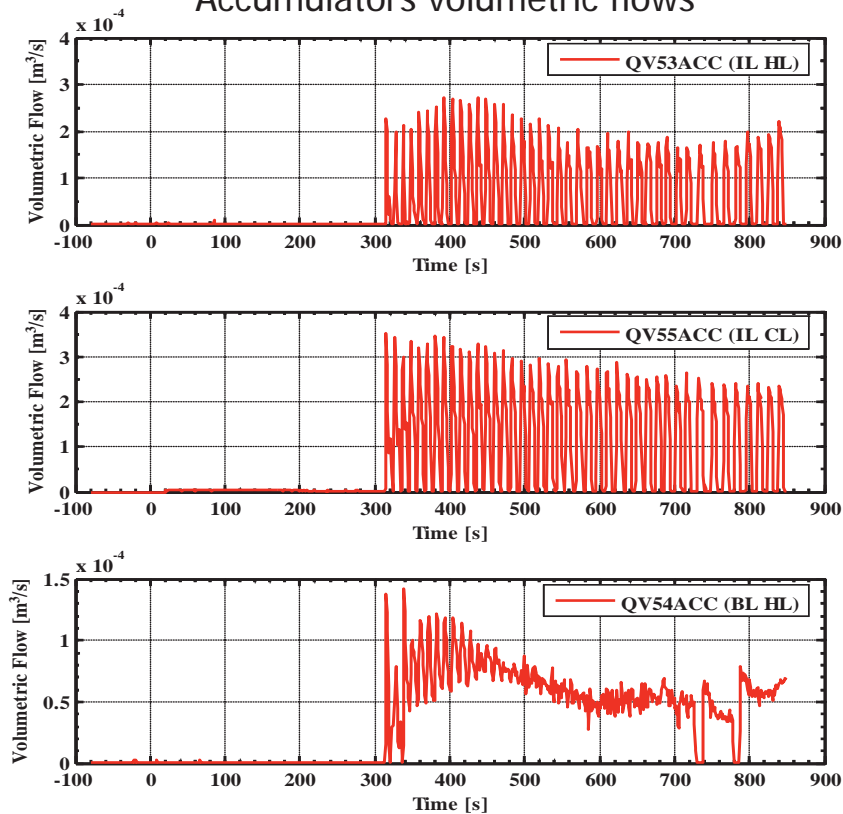 Accumulators volumetric flows
x 10⁻⁴
4
3
2
1
0
Volumetric Flow [m³/s]
QV53ACC (IL HL)
-100 0 100 200 300 400 500 600 700 800 900
Time [s]
x 10⁻⁴
4
3
2
1
0
Volumetric Flow [m³/s]
QV55ACC (IL CL)
-100 0 100 200 300 400 500 600 700 800 900
Time [s]
x 10⁻⁴
1.5
1
0.5
0
Volumetric Flow [m³/s]
QV54ACC (BL HL)
-100 0 100 200 300 400 500 600 700 800 900
Time [s]